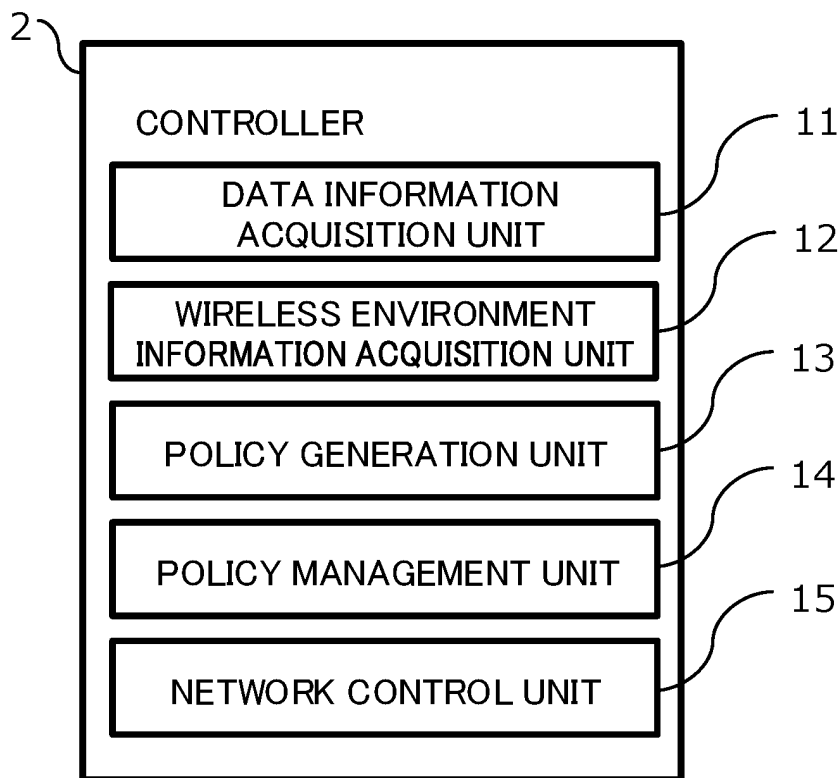 2
CONTROLLER
11
DATA INFORMATION
ACQUISITION UNIT
12
WIRELESS ENVIRONMENT
INFORMATION ACQUISITION UNIT
13
POLICY GENERATION UNIT
14
POLICY MANAGEMENT UNIT
15
NETWORK CONTROL UNIT